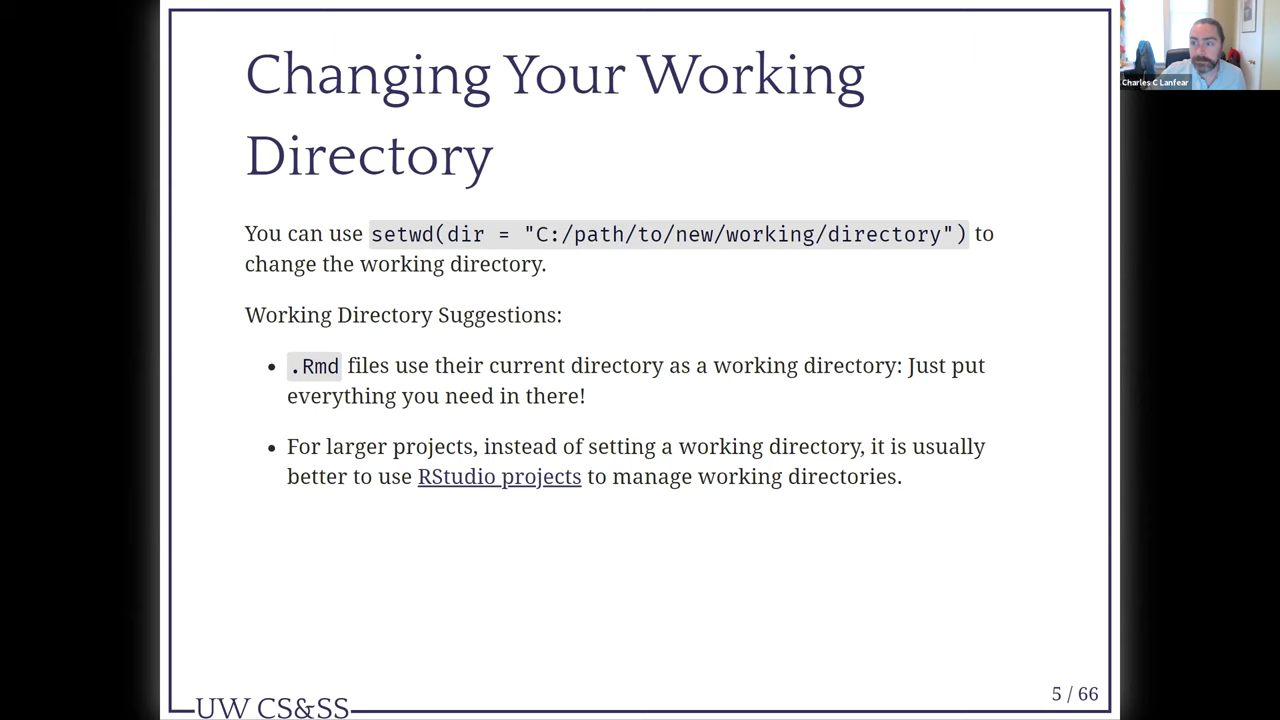 Changing Your Working
Directory
You can use setwd(dir = "C:/path/to/new/working/directory") to
change the working directory.
Working Directory Suggestions:
• .Rmd files use their current directory as a working directory: Just put
everything you need in there!
• For larger projects, instead of setting a working directory, it is usually
better to use RStudio projects to manage working directories.
5 / 66
UW CS&SS
Charles C Lanfear